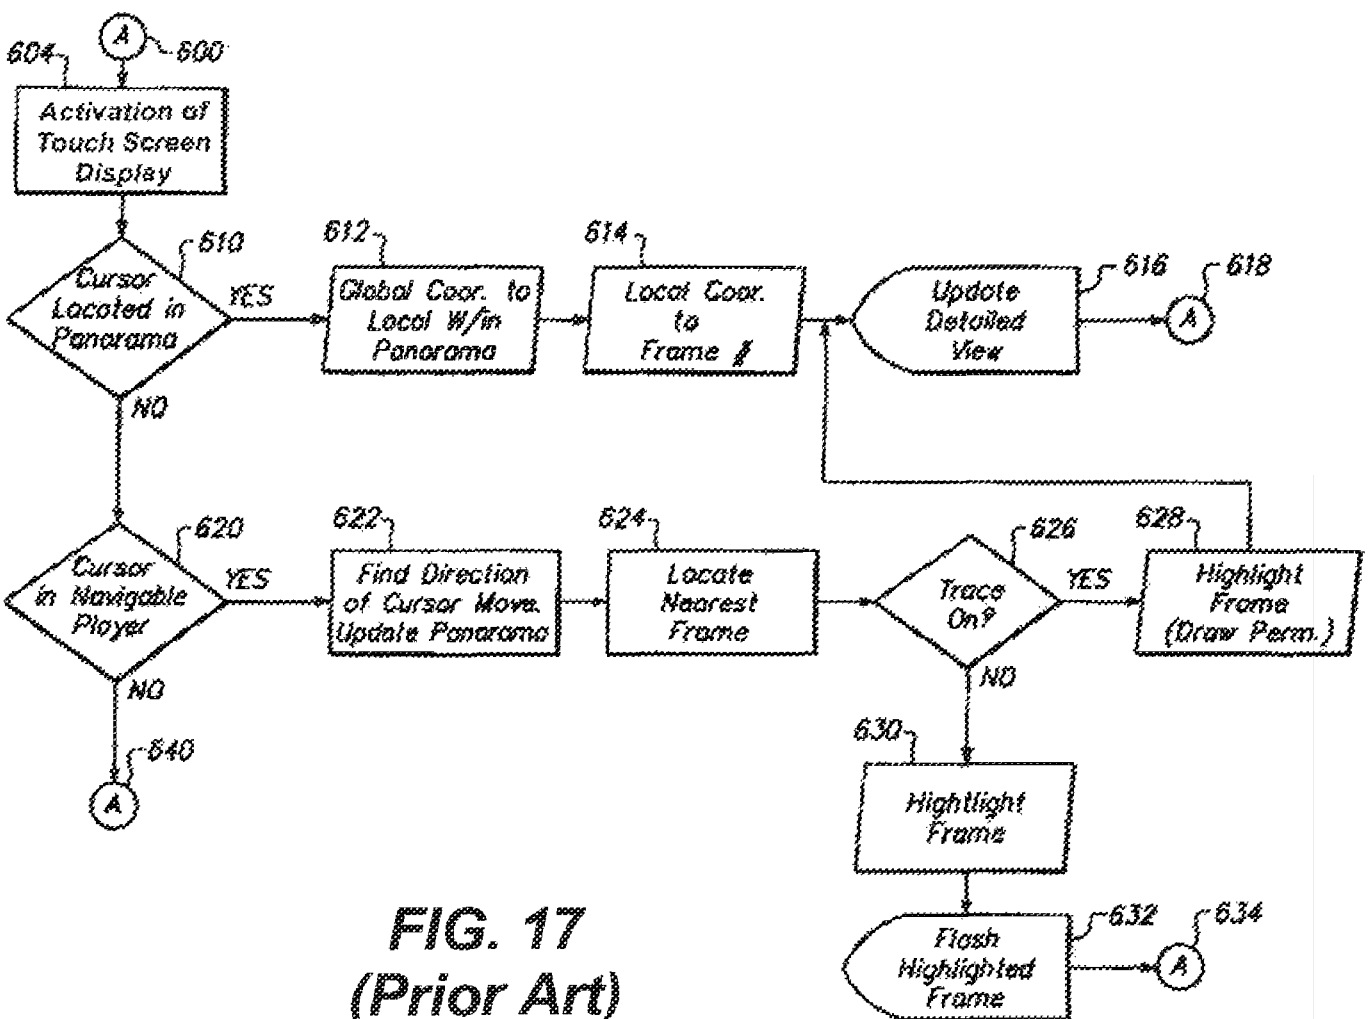 A
600
604
Activation of
Touch Screen
Display
610
Cursor
Located in
Panorama
YES
NO
612
Global Coor. to
Local W/in
Panorama
614
Local Coor.
to
Frame #
616
Update
Detailed
View
618
A
620
Cursor
in Navigable
Player
YES
NO
622
Find Direction
of Cursor Move.
Update Panorama
624
Locate
Nearest
Frame
626
Trace
On?
YES
NO
628
Highlight
Frame
(Draw Perm.)
630
Hightlight
Frame
632
Flash
Highlighted
Frame
634
A
640
A
FIG. 17
(Prior Art)